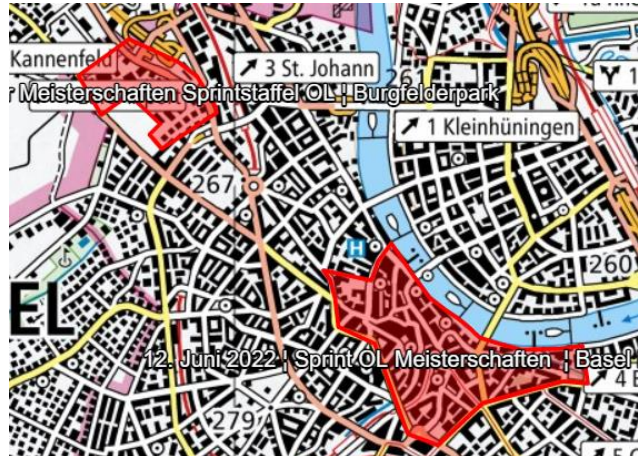 Kannenfeld
3 St. Johann
r Meisterschaften Sprintstaffel OL ¦ Burgfelderpark
1 Kleinhüningen
267
H
260
EL
12. Juni 2022 ¦ Sprint OL Meisterschaften ¦ Basel
4
279